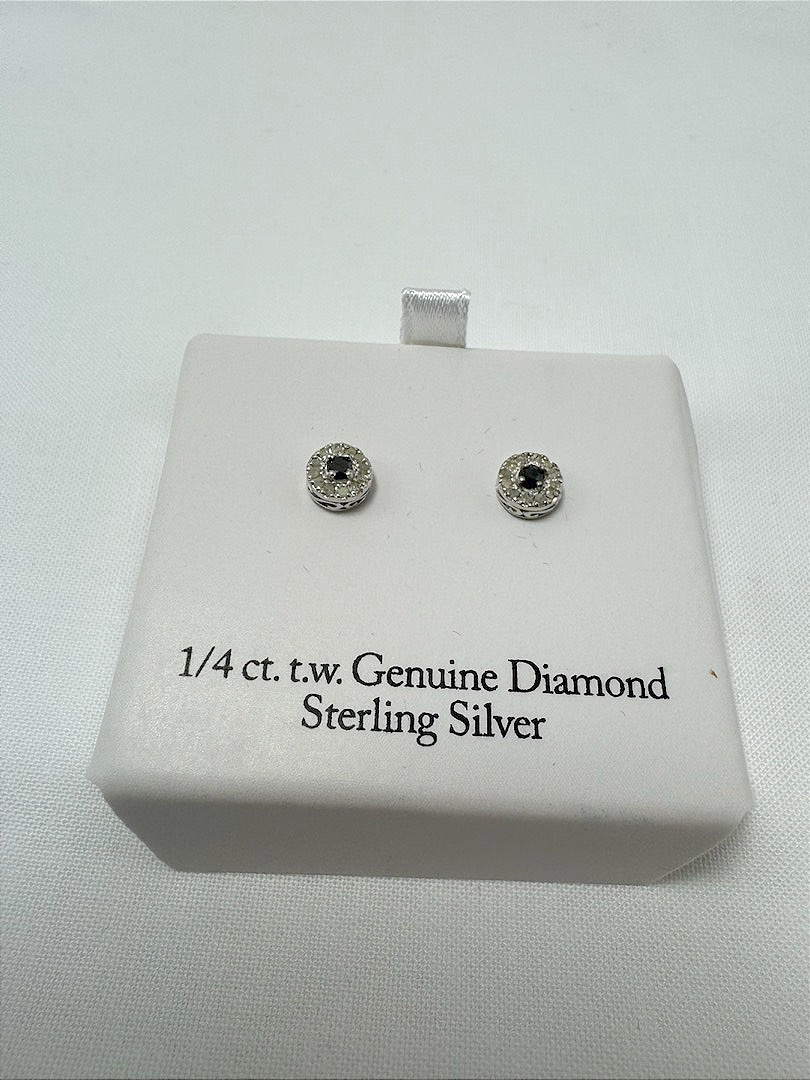 1/4 ct. t.w. Genuine Diamond
Sterling Silver